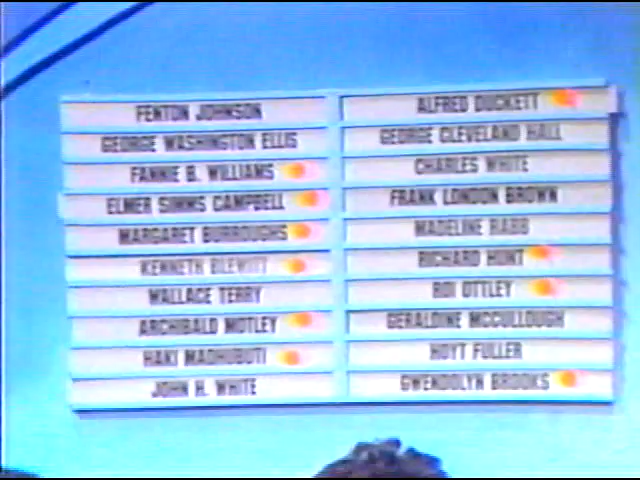 FENTON JOHNSON
GEORGE WASHINGTON ELLIS
FANNIE B. WILLIAMS
ELMER SIMMS CAMPBELL
MARGARET BURROUGHS
KENNETH BLEWITT
WALLACE TERRY
ARCHIBALD MOTLEY
HAKI MADHUBUTI
JOHN H. WHITE
ALFRED DUCKETT
GEORGE CLEVELAND HALL
CHARLES WHITE
FRANK LONDON BROWN
MADELINE RABB
RICHARD HUNT
ROI OTTLEY
GERALDINE MCCULLOUGH
HOYT FULLER
GWENDOLYN BROOKS